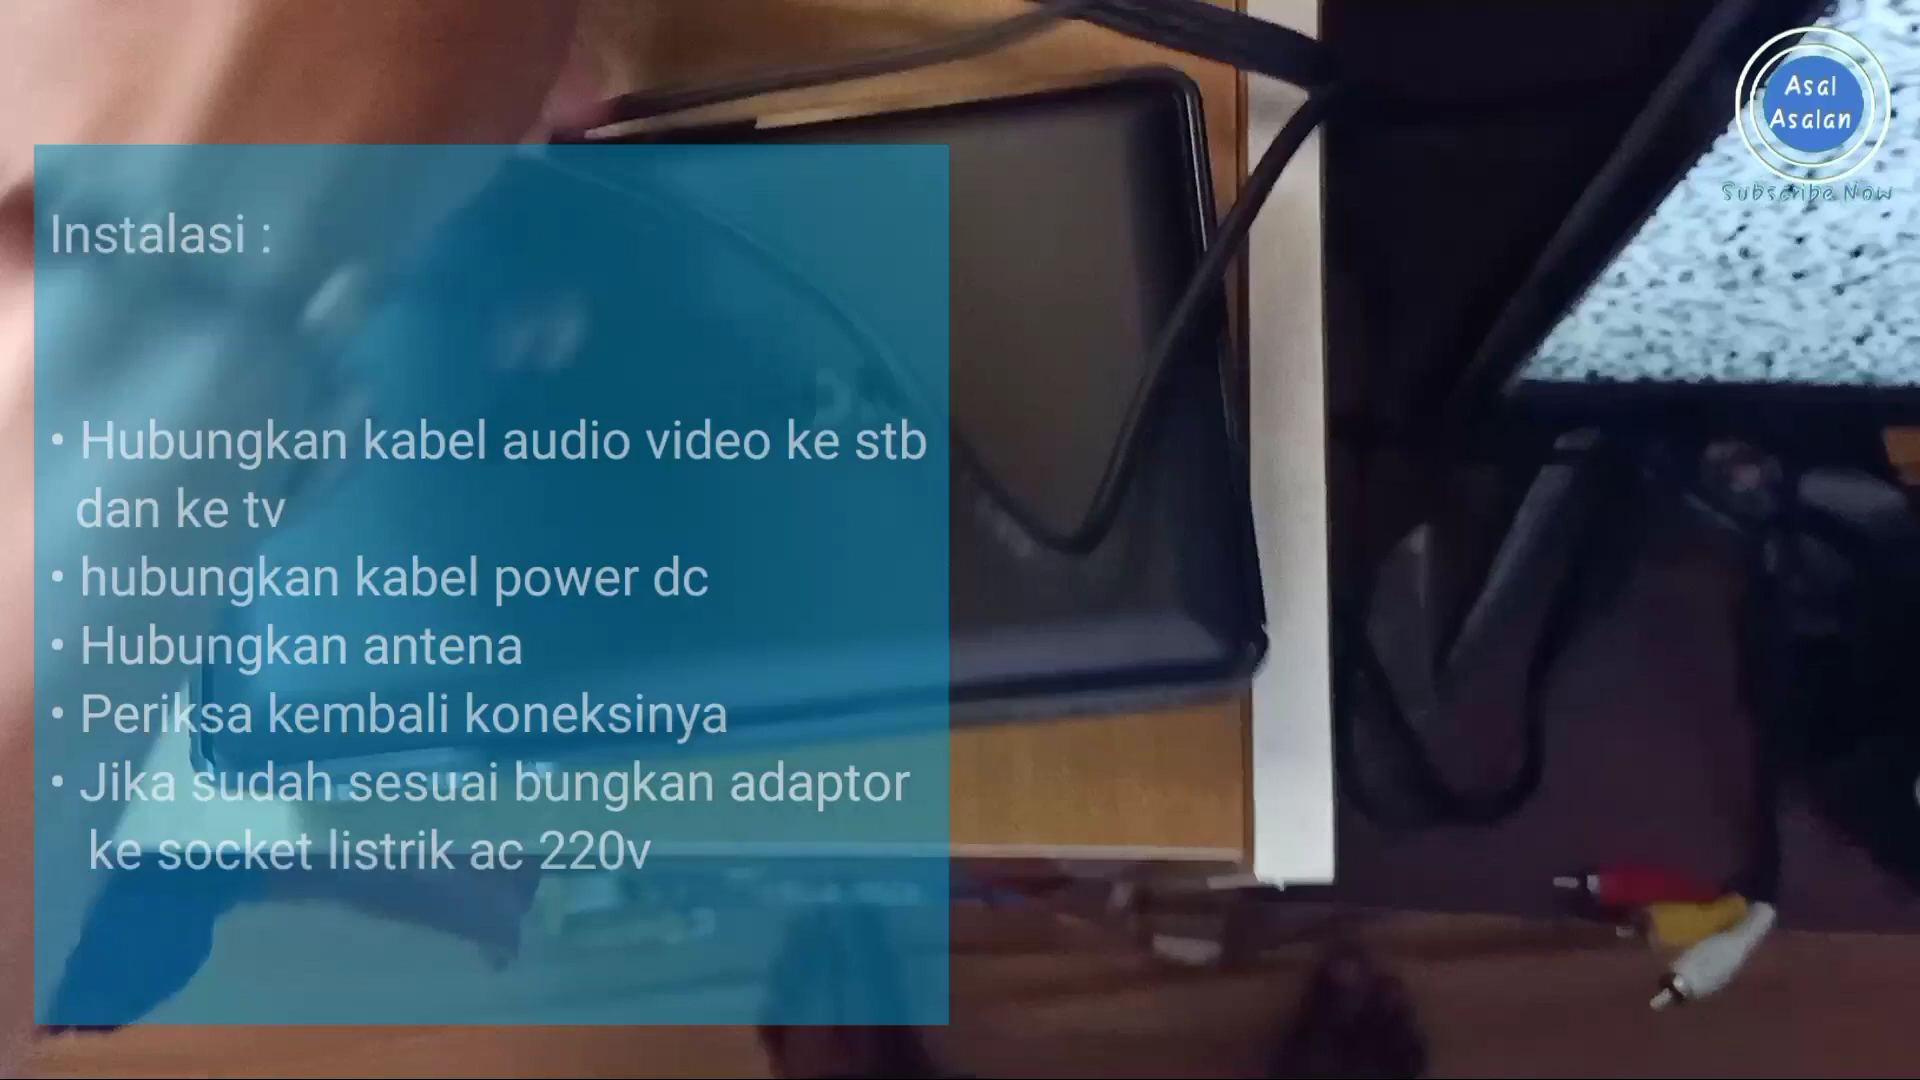 Asal
Asalan
Subscribe Now
Instalasi :
• Hubungkan kabel audio video ke stb
dan ke tv
• hubungkan kabel power dc
• Hubungkan antena
• Periksa kembali koneksinya
• Jika sudah sesuai bungkan adaptor
ke socket listrik ac 220v